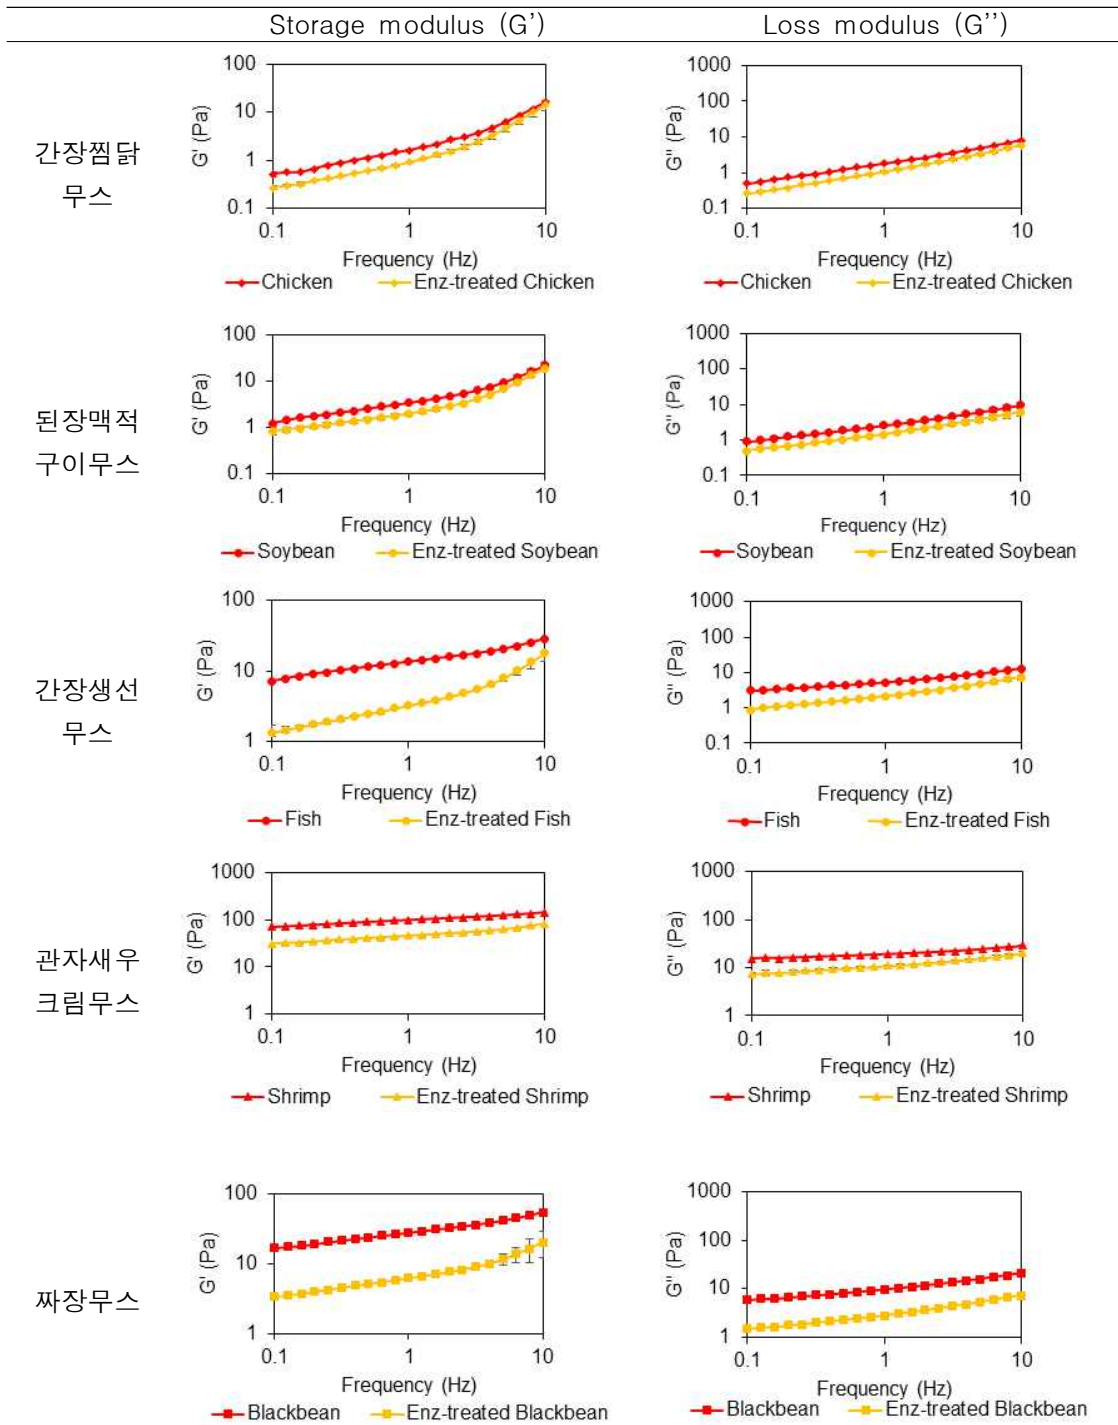 Storage modulus (G’) Loss modulus (G’’)
간장찜닭
무스
G' (Pa)
100
10
1
0.1
0.1 1 10
Frequency (Hz)
Chicken Enz-treated Chicken
G'' (Pa)
1000
100
10
1
0.1
0.1 1 10
Frequency (Hz)
Chicken Enz-treated Chicken
된장맥적
구이무스
G' (Pa)
100
10
1
0.1
0.1 1 10
Frequency (Hz)
Soybean Enz-treated Soybean
G'' (Pa)
1000
100
10
1
0.1
0.1 1 10
Frequency (Hz)
Soybean Enz-treated Soybean
간장생선
무스
G' (Pa)
100
10
1
0.1 1 10
Frequency (Hz)
Fish Enz-treated Fish
G'' (Pa)
1000
100
10
1
0.1
0.1 1 10
Frequency (Hz)
Fish Enz-treated Fish
관자새우
크림무스
G' (Pa)
1000
100
10
1
0.1 1 10
Frequency (Hz)
Shrimp Enz-treated Shrimp
G'' (Pa)
1000
100
10
1
0.1 1 10
Frequency (Hz)
Shrimp Enz-treated Shrimp
짜장무스
G' (Pa)
100
10
1
0.1 1 10
Frequency (Hz)
Blackbean Enz-treated Blackbean
G'' (Pa)
1000
100
10
1
0.1 1 10
Frequency (Hz)
Blackbean Enz-treated Blackbean